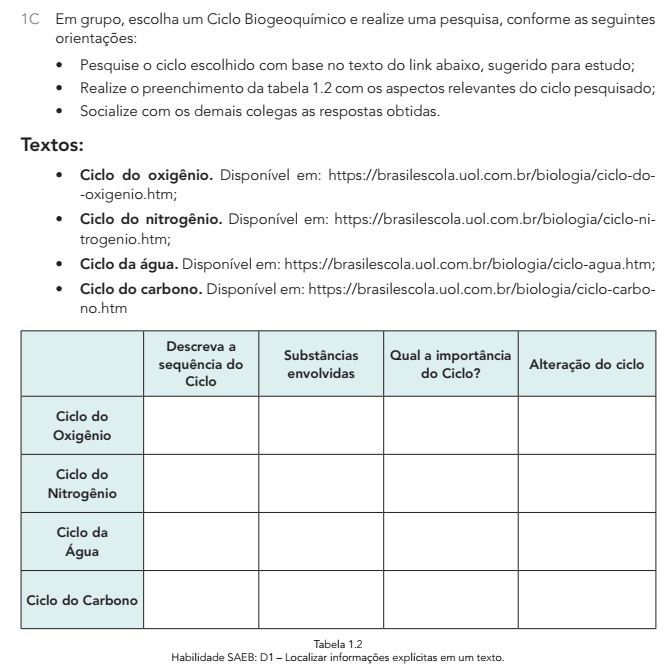 1C Em grupo, escolha um Ciclo Biogeoquímico e realize uma pesquisa, conforme as seguintes
orientações:
• Pesquise o ciclo escolhido com base no texto do link abaixo, sugerido para estudo;
• Realize o preenchimento da tabela 1.2 com os aspectos relevantes do ciclo pesquisado;
• Socialize com os demais colegas as respostas obtidas.
Textos:
• Ciclo do oxigênio. Disponível em: https://brasilescola.uol.com.br/biologia/ciclo-do-
-oxigenio.htm;
• Ciclo do nitrogênio. Disponível em: https://brasilescola.uol.com.br/biologia/ciclo-ni-
trogenio.htm;
• Ciclo da água. Disponível em: https://brasilescola.uol.com.br/biologia/ciclo-agua.htm;
• Ciclo do carbono. Disponível em: https://brasilescola.uol.com.br/biologia/ciclo-carbo-
no.htm
Descreva a
sequência do
Ciclo
Substâncias
envolvidas
Qual a importância
do Ciclo?
Alteração do ciclo
Ciclo do
Oxigênio
Ciclo do
Nitrogênio
Ciclo da
Água
Ciclo do Carbono
Tabela 1.2
Habilidade SAEB: D1 – Localizar informações explícitas em um texto.